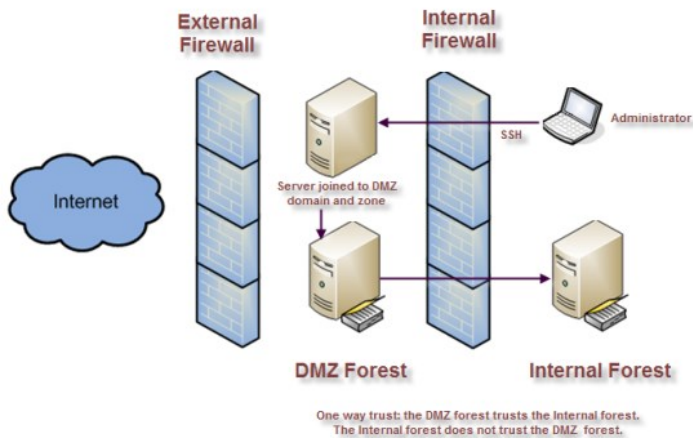 External
Firewall
Internal
Firewall
Administrator
SSH
Server joined to DMZ
domain and zone
Internet
DMZ Forest
Internal Forest
One way trust: the DMZ forest trusts the Internal forest.
The Internal forest does not trust the DMZ forest.